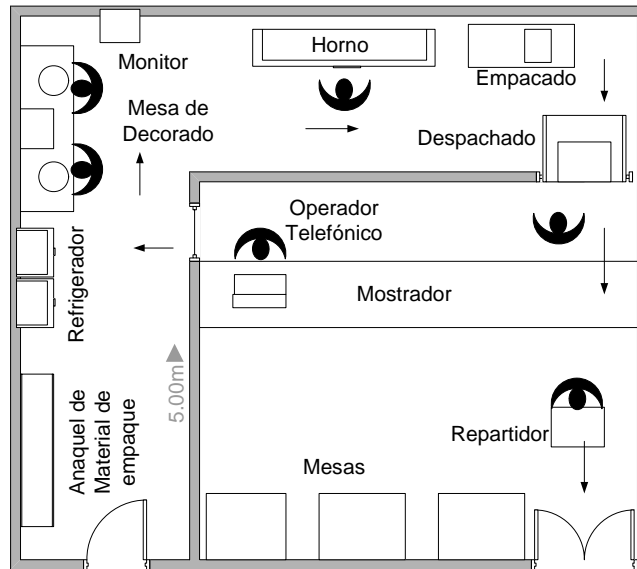 Horno
Monitor
Empacado
Mesa de
Decorado
Despachado
Operador
Telefónico
Refrigerador
Mostrador
5.00m
Anaquel de
Material de
empaque
Repartidor
Mesas